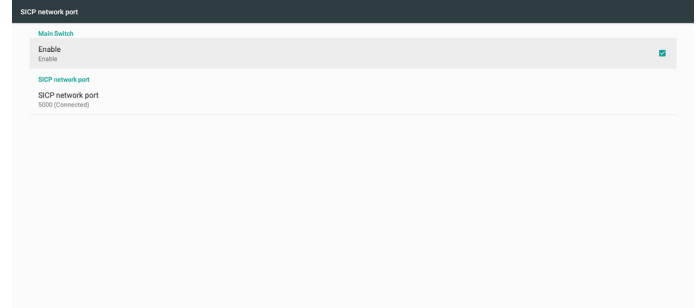 SICP network port
Main Switch
Enable
Enable
SICP network port
SICP network port
5000 (Connected)